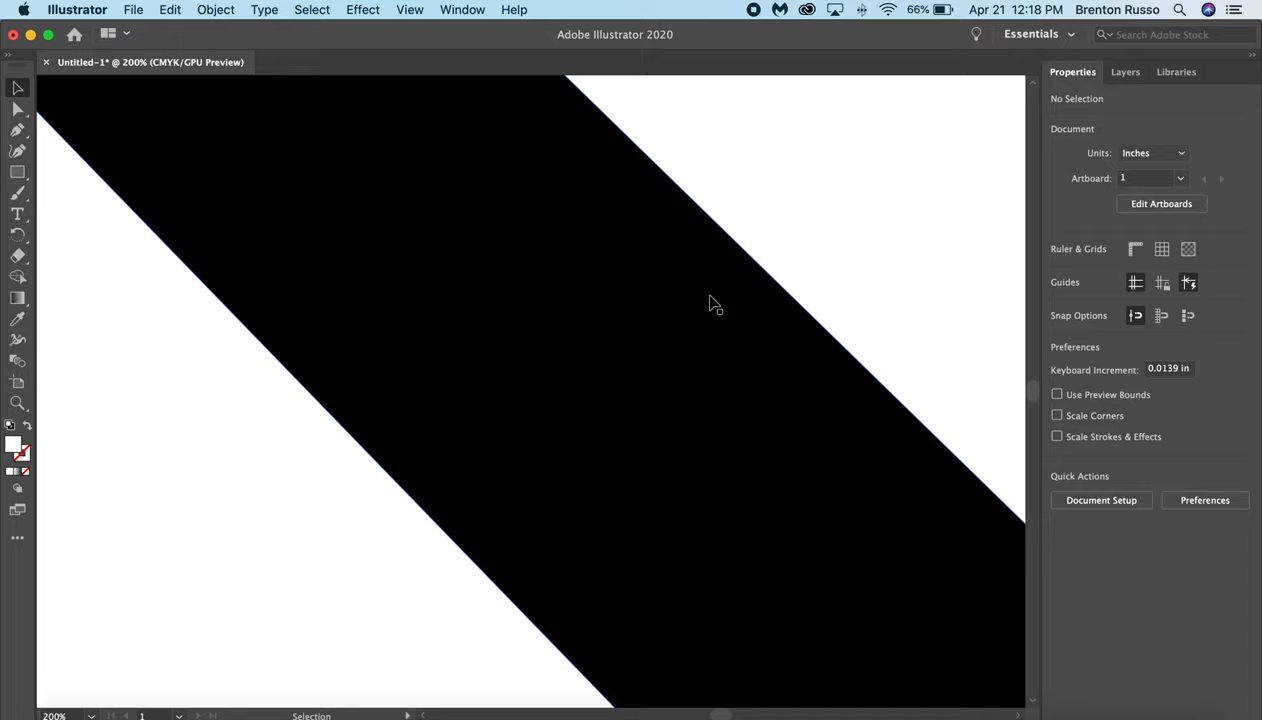 Illustrator File Edit Object Type Select Effect View Window Help 66% Apr 21 12:18 PM Brenton Russo
Adobe Illustrator 2020 Essentials Search Adobe Stock
Untitled-1* @ 200% (CMYK/GPU Preview)
Properties Layers Libraries
No Selection
Document
Units: Inches
Artboard: 1
Edit Artboards
Ruler & Grids
Guides
Snap Options
Preferences
Keyboard Increment: 0.0139 in
Use Preview Bounds
Scale Corners
Scale Strokes & Effects
Quick Actions
Document Setup Preferences
200% 1 Selection